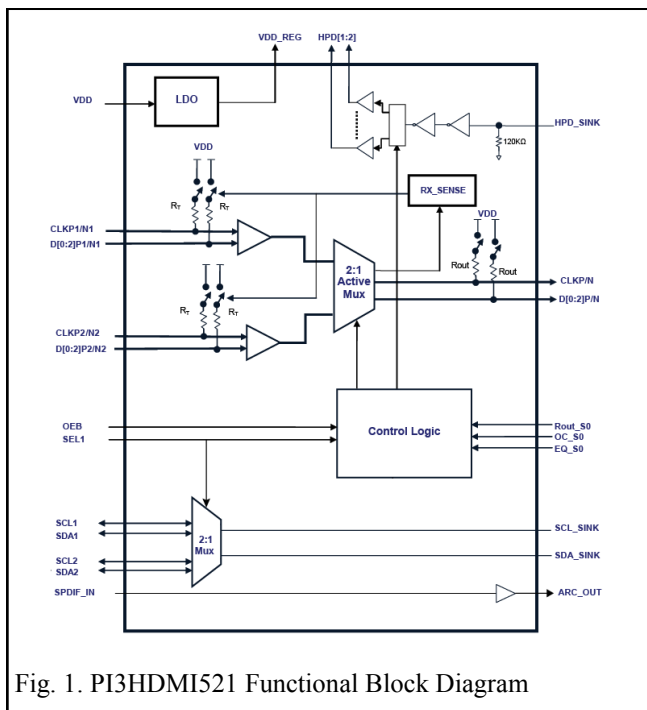 VDD_REG HPD[1:2]
VDD LDO
HPD_SINK
120KΩ
VDD
RX_SENSE
VDD
RT RT
CLKP1/N1
D[0:2]P1/N1
Rout Rout
2:1
Active
Mux
CLKP/N
D[0:2]P/N
RT RT
CLKP2/N2
D[0:2]P2/N2
OEB
SEL1
Control Logic
Rout_S0
OC_S0
EQ_S0
SCL1
SDA1
2:1
Mux
SCL_SINK
SCL2
SDA2
SDA_SINK
SPDIF_IN ARC_OUT
Fig. 1. PI3HDMI521 Functional Block Diagram